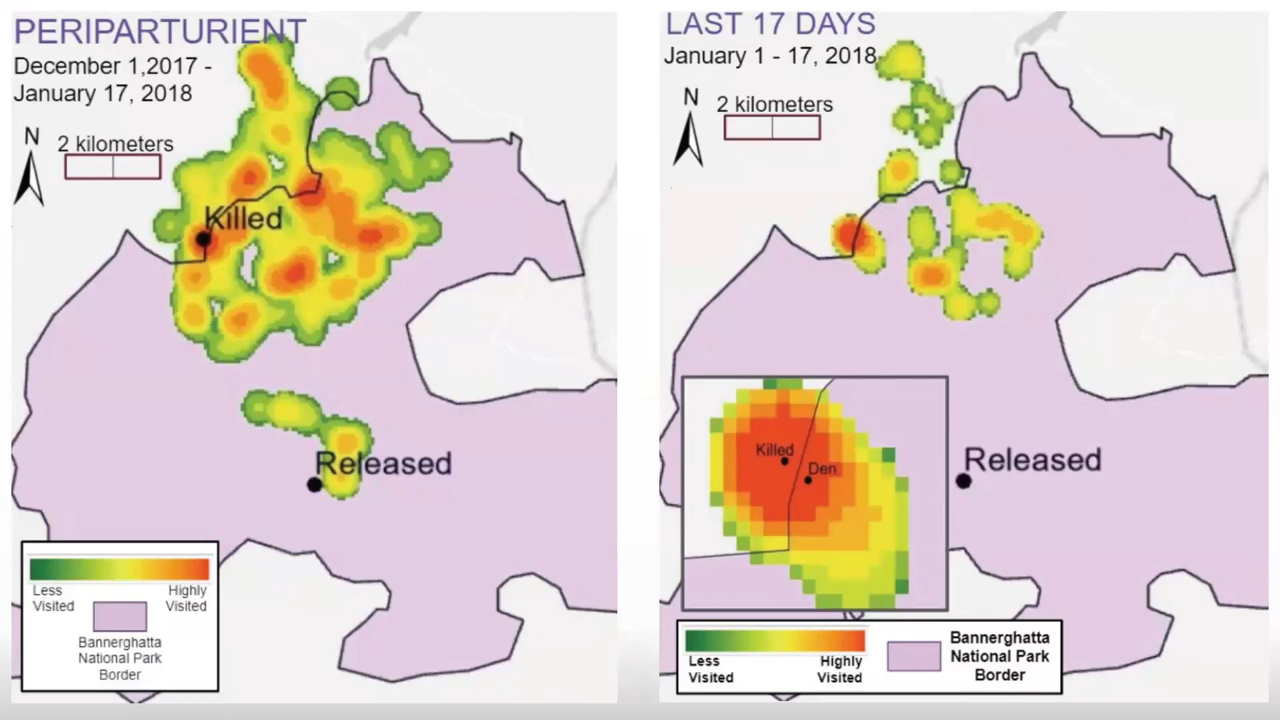 PERIPARTURIENT
December 1,2017 -
January 17, 2018
N
2 kilometers
Killed
Released
Less
Visited
Highly
Visited
Bannerghatta
National Park
Border
LAST 17 DAYS
January 1 - 17, 2018
N
2 kilometers
Killed
Den
Released
Less
Visited
Highly
Visited
Bannerghatta
National Park
Border